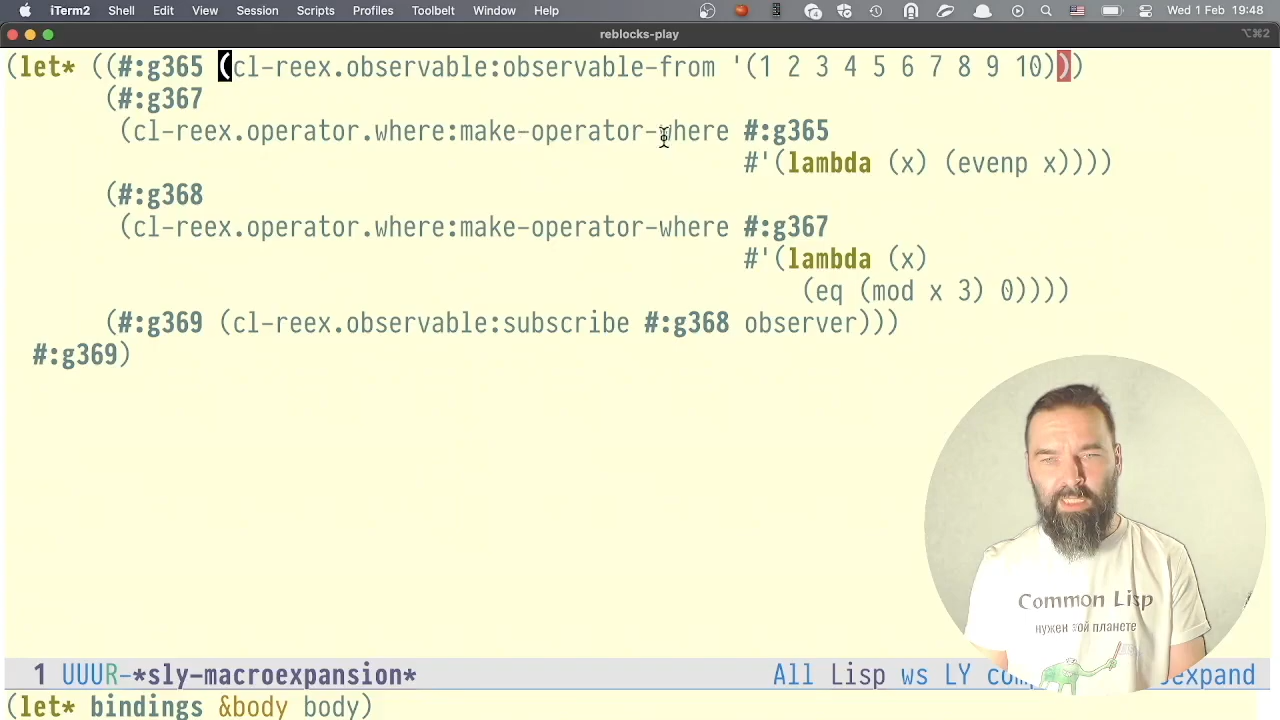 iTerm2 Shell Edit View Session Scripts Profiles Toolbelt Window Help Wed 1 Feb 19:48
reblocks-play ⌥⌘2
(let* ((#:g365 (cl-reex.observable:observable-from '(1 2 3 4 5 6 7 8 9 10)))
(#:g367
(cl-reex.operator.where:make-operator-where #:g365
#'(lambda (x) (evenp x))))
(#:g368
(cl-reex.operator.where:make-operator-where #:g367
#'(lambda (x)
(eq (mod x 3) 0))))
(#:g369 (cl-reex.observable:subscribe #:g368 observer)))
#:g369)
Common Lisp
нужен этой планете
1 UUUR-*sly-macroexpansion* All Lisp ws LY
(let* bindings &body body)